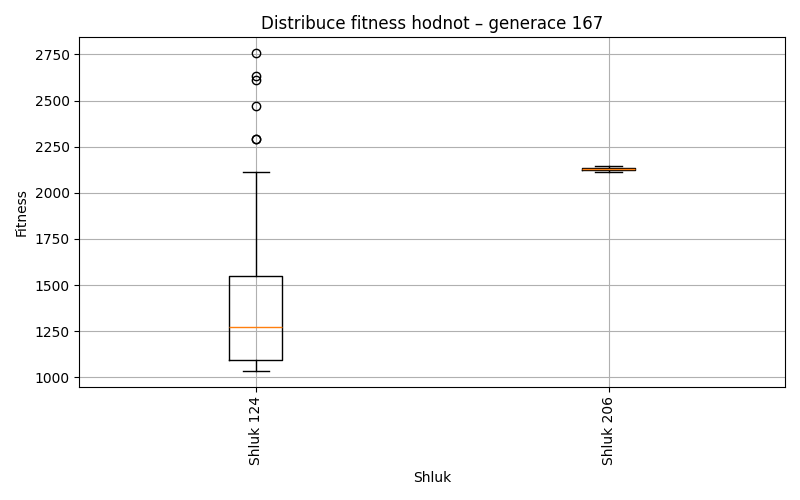 Distribuce fitness hodnot – generace 167
2750
2500
2250
2000
1750
1500
1250
1000
Fitness
Shluk 124
Shluk 206
Shluk